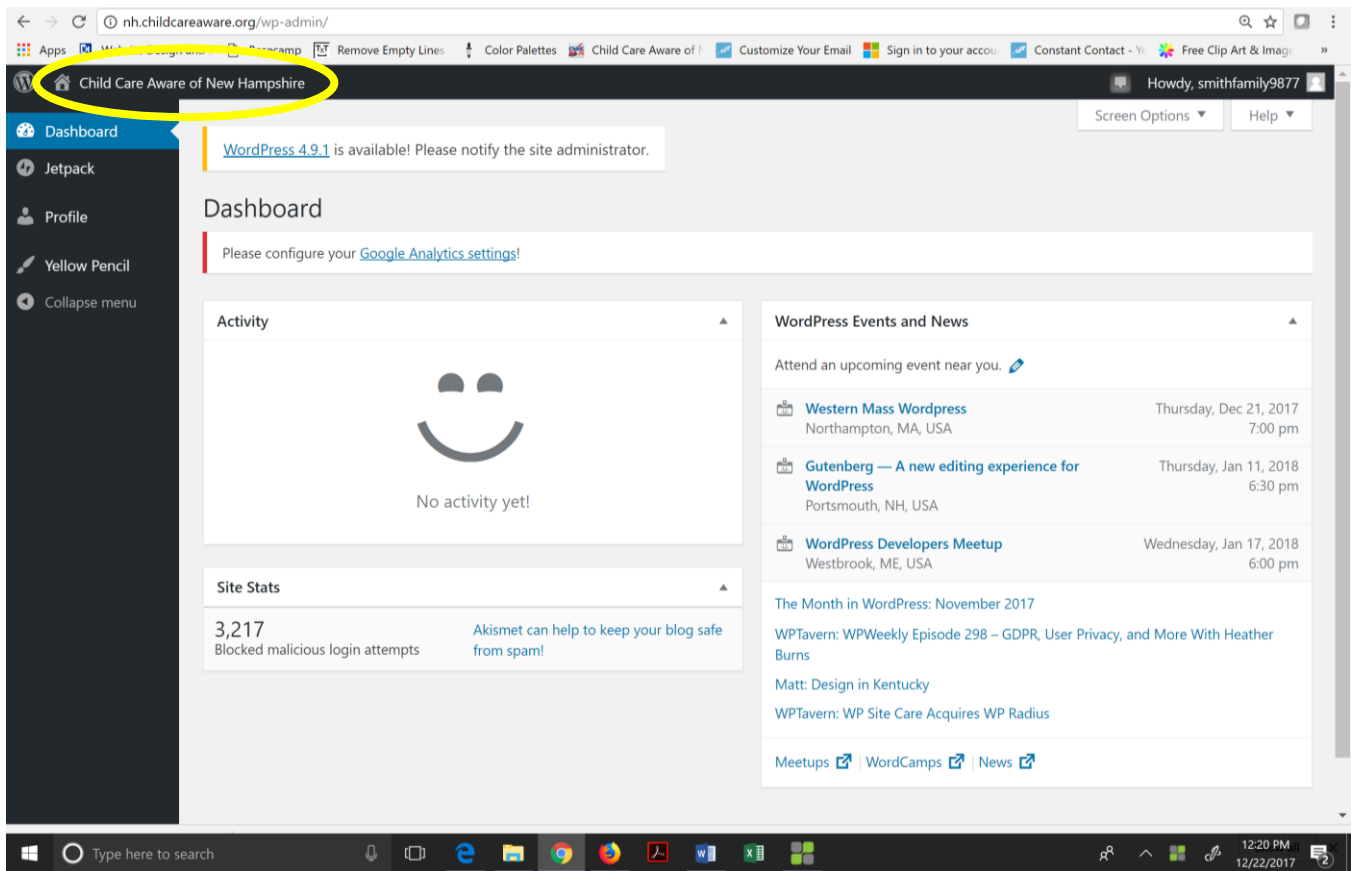 nh.childcareaware.org/wp-admin/
Apps
Remove Empty Lines
Color Palettes
Child Care Aware of
Customize Your Email
Sign in to your accou
Constant Contact -
Free Clip Art & Image
»
Child Care Aware of New Hampshire
Howdy, smithfamily9877
Screen Options ▼
Help ▼
Dashboard
Jetpack
Profile
Yellow Pencil
Collapse menu
WordPress 4.9.1 is available! Please notify the site administrator.
Dashboard
Please configure your Google Analytics settings!
Activity
No activity yet!
Site Stats
3,217
Blocked malicious login attempts
Akismet can help to keep your blog safe
from spam!
WordPress Events and News
Attend an upcoming event near you.
Western Mass Wordpress
Northampton, MA, USA
Thursday, Dec 21, 2017
7:00 pm
Gutenberg — A new editing experience for
WordPress
Portsmouth, NH, USA
Thursday, Jan 11, 2018
6:30 pm
WordPress Developers Meetup
Westbrook, ME, USA
Wednesday, Jan 17, 2018
6:00 pm
The Month in WordPress: November 2017
WPTavern: WPWeekly Episode 298 – GDPR, User Privacy, and More With Heather
Burns
Matt: Design in Kentucky
WPTavern: WP Site Care Acquires WP Radius
Meetups | WordCamps | News
Type here to search
12:20 PM
12/22/2017
2